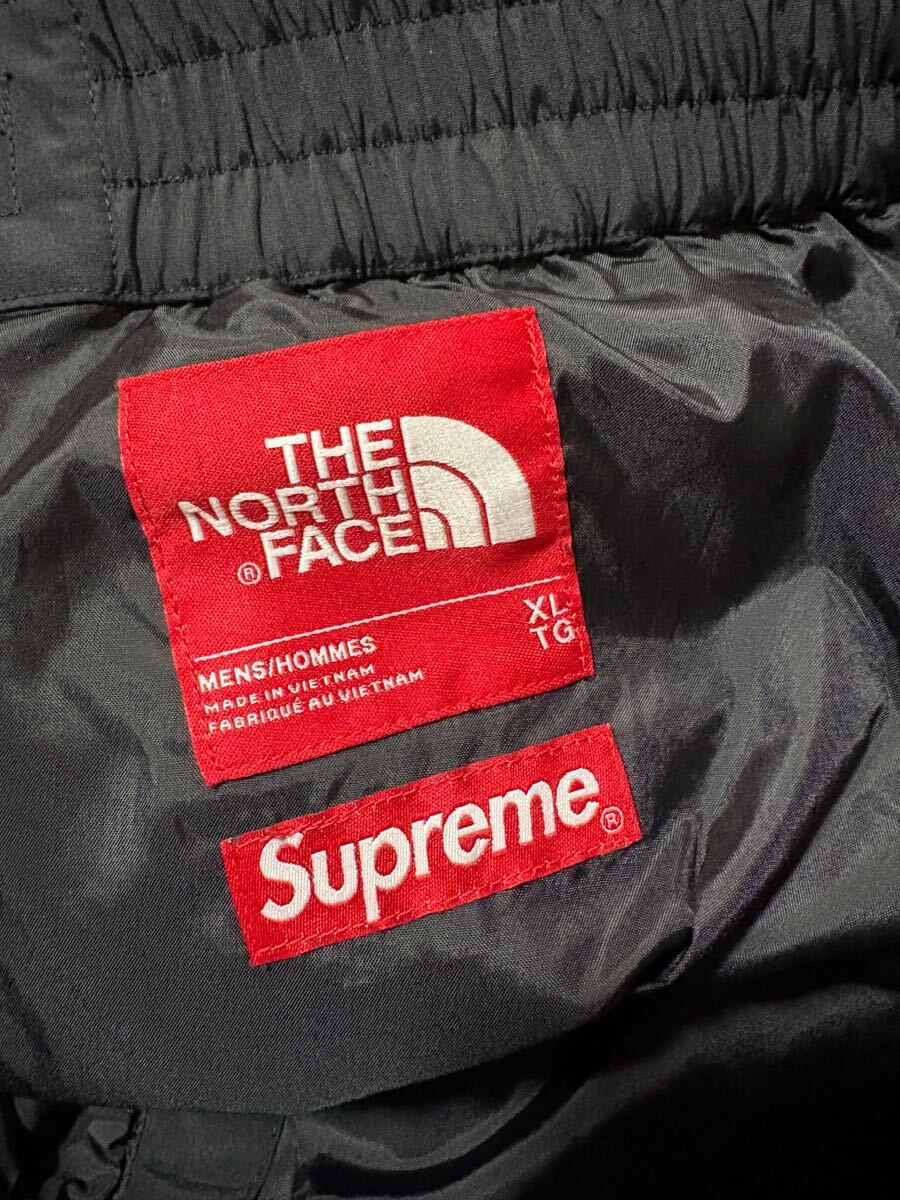 THE
NORTH
FACE
®
XL
TG
MENS/HOMMES
MADE IN VIETNAM
FABRIQUÉ AU VIETNAM
Supreme®